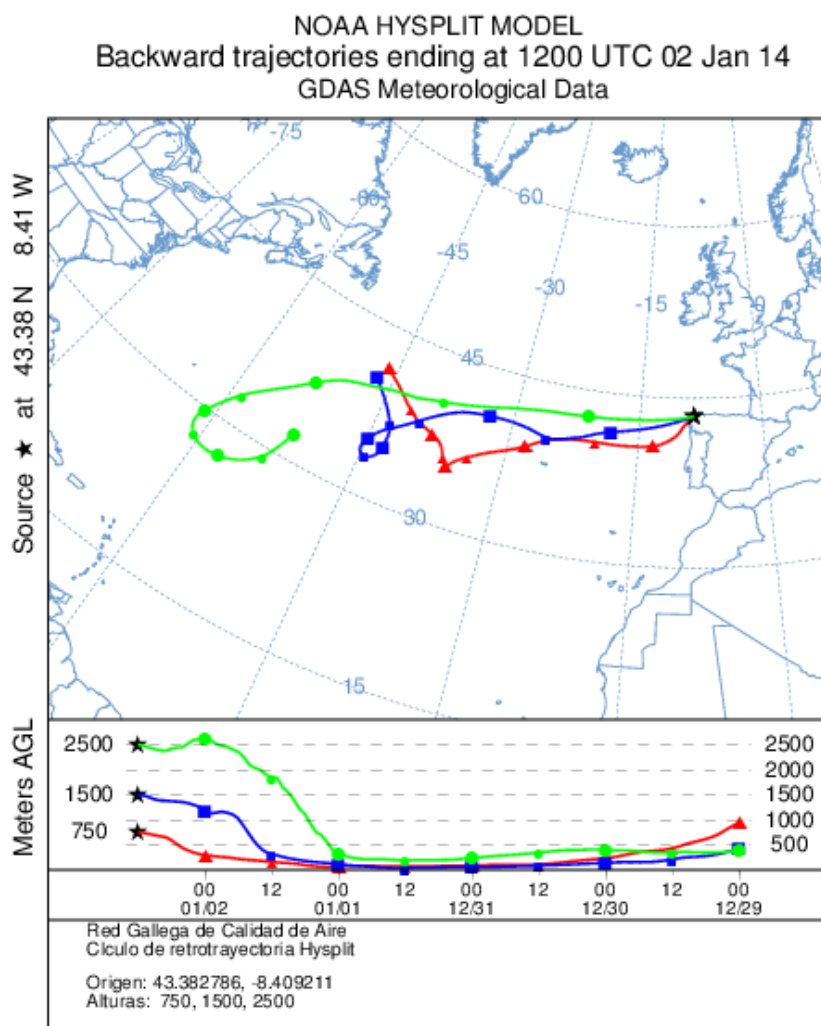 NOAA HYSPLIT MODEL
Backward trajectories ending at 1200 UTC 02 Jan 14
GDAS Meteorological Data
Source ★ at 43.38 N 8.41 W
-75
-60
-60
-45
-30
-15
0
45
30
15
Meters AGL
2500
1500
750
2500
2000
1500
1000
500
00 12 00 12 00 12 00 12 00
01/02 01/01 12/31 12/30 12/29
Red Gallega de Calidad de Aire
Clculo de retrotrayectoria Hysplit
Origen: 43.382786, -8.409211
Alturas: 750, 1500, 2500